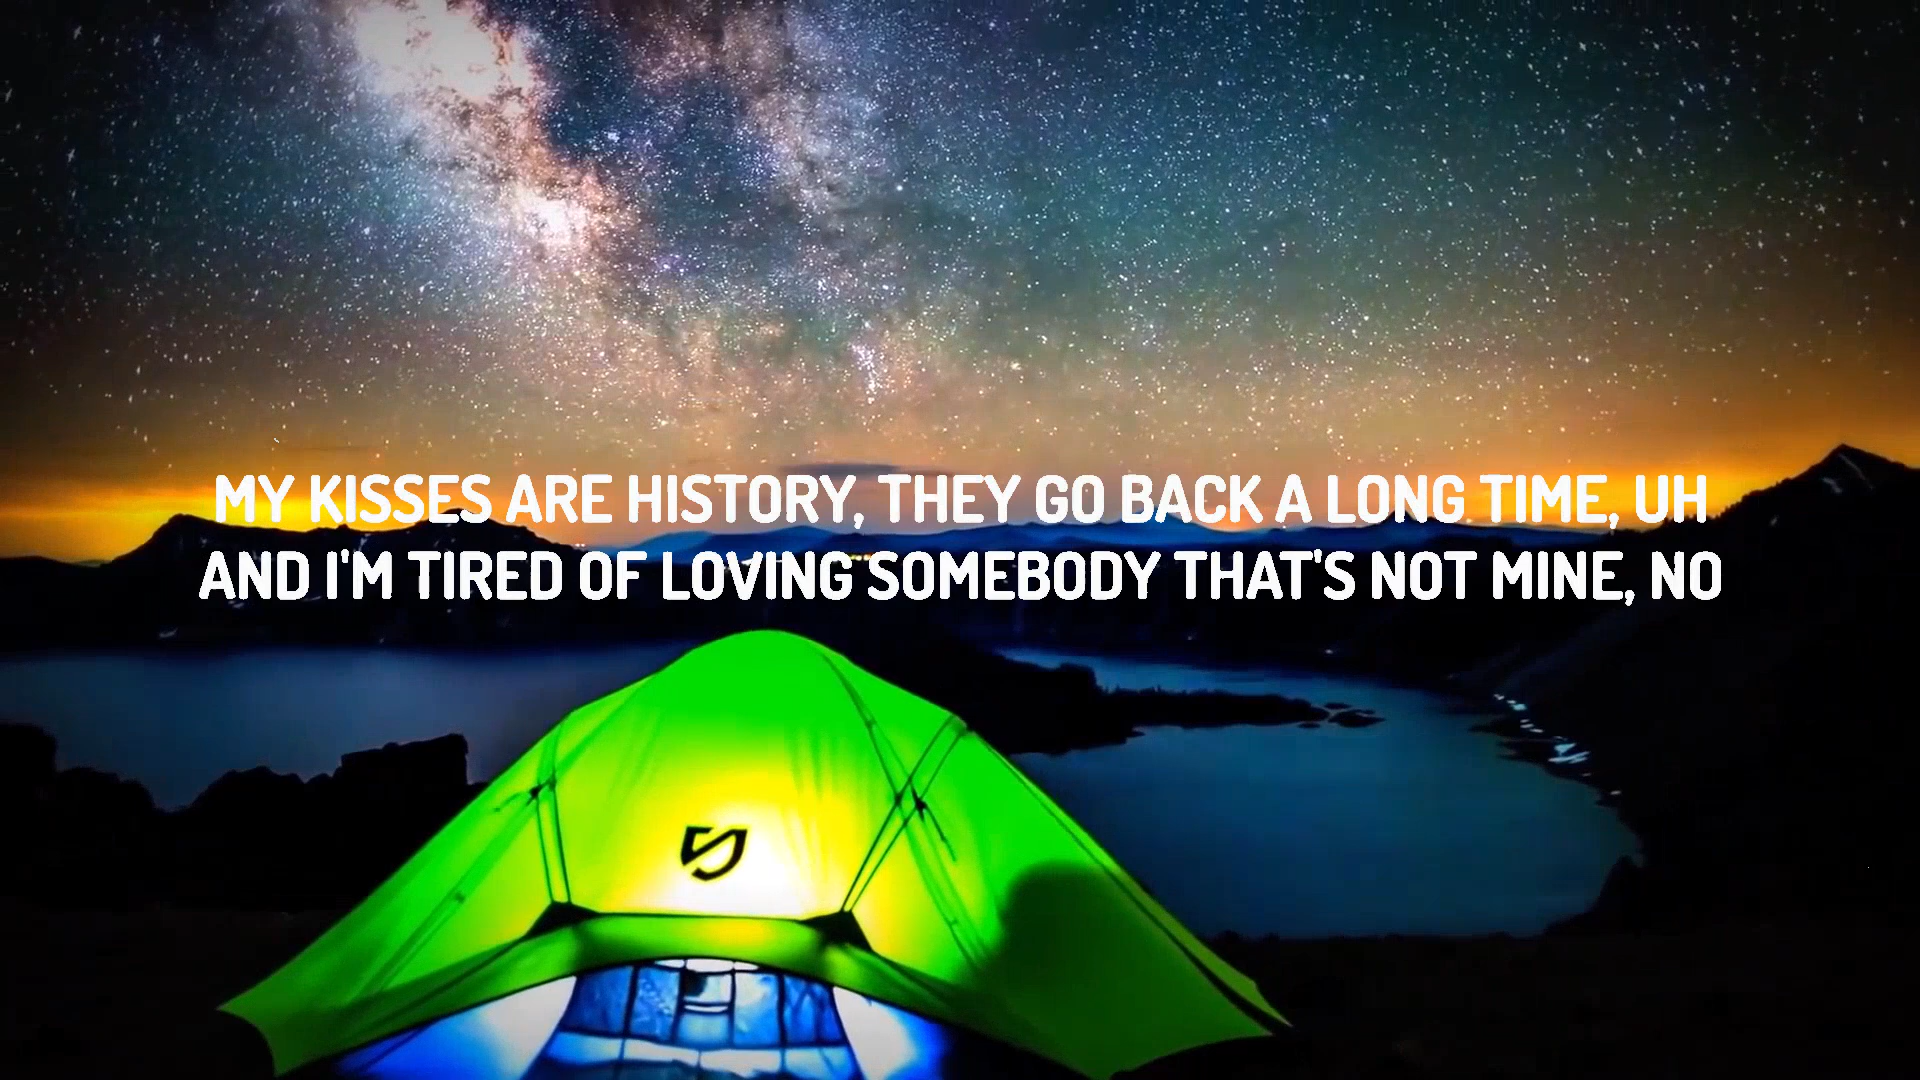 MY KISSES ARE HISTORY, THEY GO BACK A LONG TIME, UH
AND I'M TIRED OF LOVING SOMEBODY THAT'S NOT MINE, NO